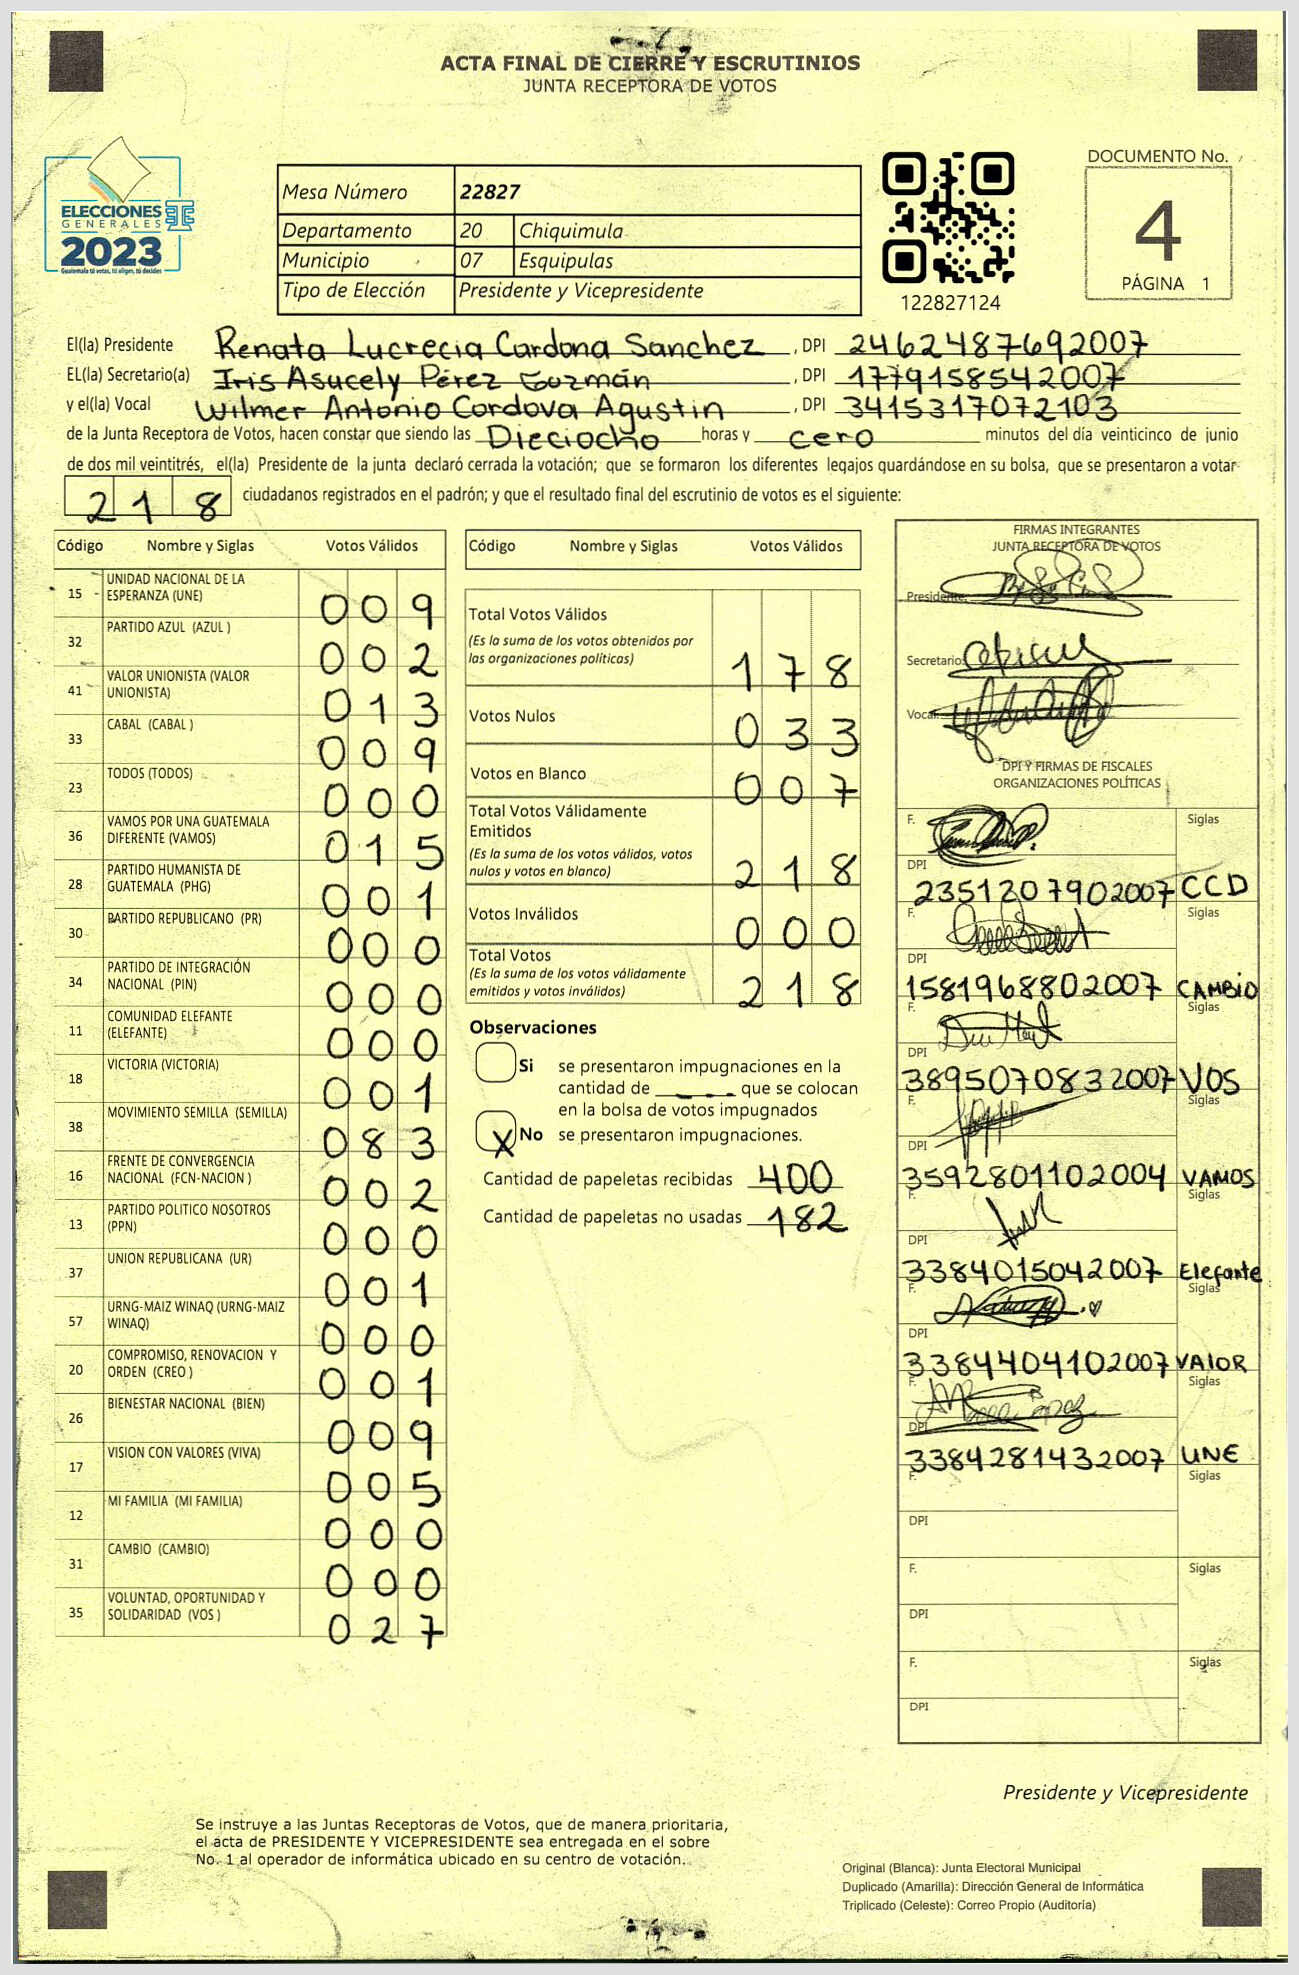 ACTA FINAL DE CIERRE Y ESCRUTINIOS
JUNTA RECEPTORA DE VOTOS
ELECCIONES
GENERALES
2023
Guatemala tú votas, tú eliges, tú decides
Mesa Número 22827
Departamento 20 Chiquimula
Municipio 07 Esquipulas
Tipo de Elección Presidente y Vicepresidente
122827124
DOCUMENTO No.
4
PÁGINA 1
El(la) Presidente Renata Lucrecia Cardona Sanchez , DPI 2462487692007
EL(la) Secretario(a) Iris Asucely Pérez Guzmán , DPI 1779158542007
y el(la) Vocal Wilmer Antonio Cordova Agustin , DPI 3415317072103
de la Junta Receptora de Votos, hacen constar que siendo las Dieciocho horas y cero minutos del día veinticinco de junio
de dos mil veintitrés, el(la) Presidente de la junta declaró cerrada la votación; que se formaron los diferentes legajos guardándose en su bolsa, que se presentaron a votar
218 ciudadanos registrados en el padrón; y que el resultado final del escrutinio de votos es el siguiente:
Código Nombre y Siglas Votos Válidos
15 UNIDAD NACIONAL DE LA ESPERANZA (UNE) 009
32 PARTIDO AZUL (AZUL ) 002
41 VALOR UNIONISTA (VALOR UNIONISTA) 013
33 CABAL (CABAL ) 009
23 TODOS (TODOS) 000
36 VAMOS POR UNA GUATEMALA DIFERENTE (VAMOS) 015
28 PARTIDO HUMANISTA DE GUATEMALA (PHG) 001
30 PARTIDO REPUBLICANO (PR) 000
34 PARTIDO DE INTEGRACIÓN NACIONAL (PIN) 000
11 COMUNIDAD ELEFANTE (ELEFANTE) 000
18 VICTORIA (VICTORIA) 001
38 MOVIMIENTO SEMILLA (SEMILLA) 083
16 FRENTE DE CONVERGENCIA NACIONAL (FCN-NACION ) 002
13 PARTIDO POLITICO NOSOTROS (PPN) 000
37 UNION REPUBLICANA (UR) 001
57 URNG-MAIZ WINAQ (URNG-MAIZ WINAQ) 000
20 COMPROMISO, RENOVACION Y ORDEN (CREO ) 001
26 BIENESTAR NACIONAL (BIEN) 009
17 VISION CON VALORES (VIVA) 005
12 MI FAMILIA (MI FAMILIA) 000
31 CAMBIO (CAMBIO) 000
35 VOLUNTAD, OPORTUNIDAD Y SOLIDARIDAD (VOS ) 027
Código Nombre y Siglas Votos Válidos
Total Votos Válidos
(Es la suma de los votos obtenidos por
las organizaciones políticas) 178
Votos Nulos 033
Votos en Blanco 007
Total Votos Válidamente
Emitidos
(Es la suma de los votos válidos, votos
nulos y votos en blanco) 218
Votos Inválidos 000
Total Votos
(Es la suma de los votos válidamente
emitidos y votos inválidos) 218
Observaciones
Si se presentaron impugnaciones en la
cantidad de ---- que se colocan
en la bolsa de votos impugnados
X No se presentaron impugnaciones.
Cantidad de papeletas recibidas 400
Cantidad de papeletas no usadas 182
FIRMAS INTEGRANTES
JUNTA RECEPTORA DE VOTOS
Presidente:
Secretario:
Vocal:
DPI Y FIRMAS DE FISCALES
ORGANIZACIONES POLÍTICAS
F. Siglas
DPI
2351207902007 CCD
F. Siglas
DPI
1581968802007 CAMBIO
F. Siglas
DPI
3895070832007 VOS
F. Siglas
DPI
3592801102004 VAMOS
F. Siglas
DPI
3384015042007 Elefante
F. Siglas
DPI
3384404102007 VAlOR
F. Siglas
DPI
3384281432007 UNE
F. Siglas
DPI
F. Siglas
DPI
F. Siglas
DPI
Presidente y Vicepresidente
Se instruye a las Juntas Receptoras de Votos, que de manera prioritaria,
el acta de PRESIDENTE Y VICEPRESIDENTE sea entregada en el sobre
No. 1 al operador de informática ubicado en su centro de votación.
Original (Blanca): Junta Electoral Municipal
Duplicado (Amarilla): Dirección General de Informática
Triplicado (Celeste): Correo Propio (Auditoría)